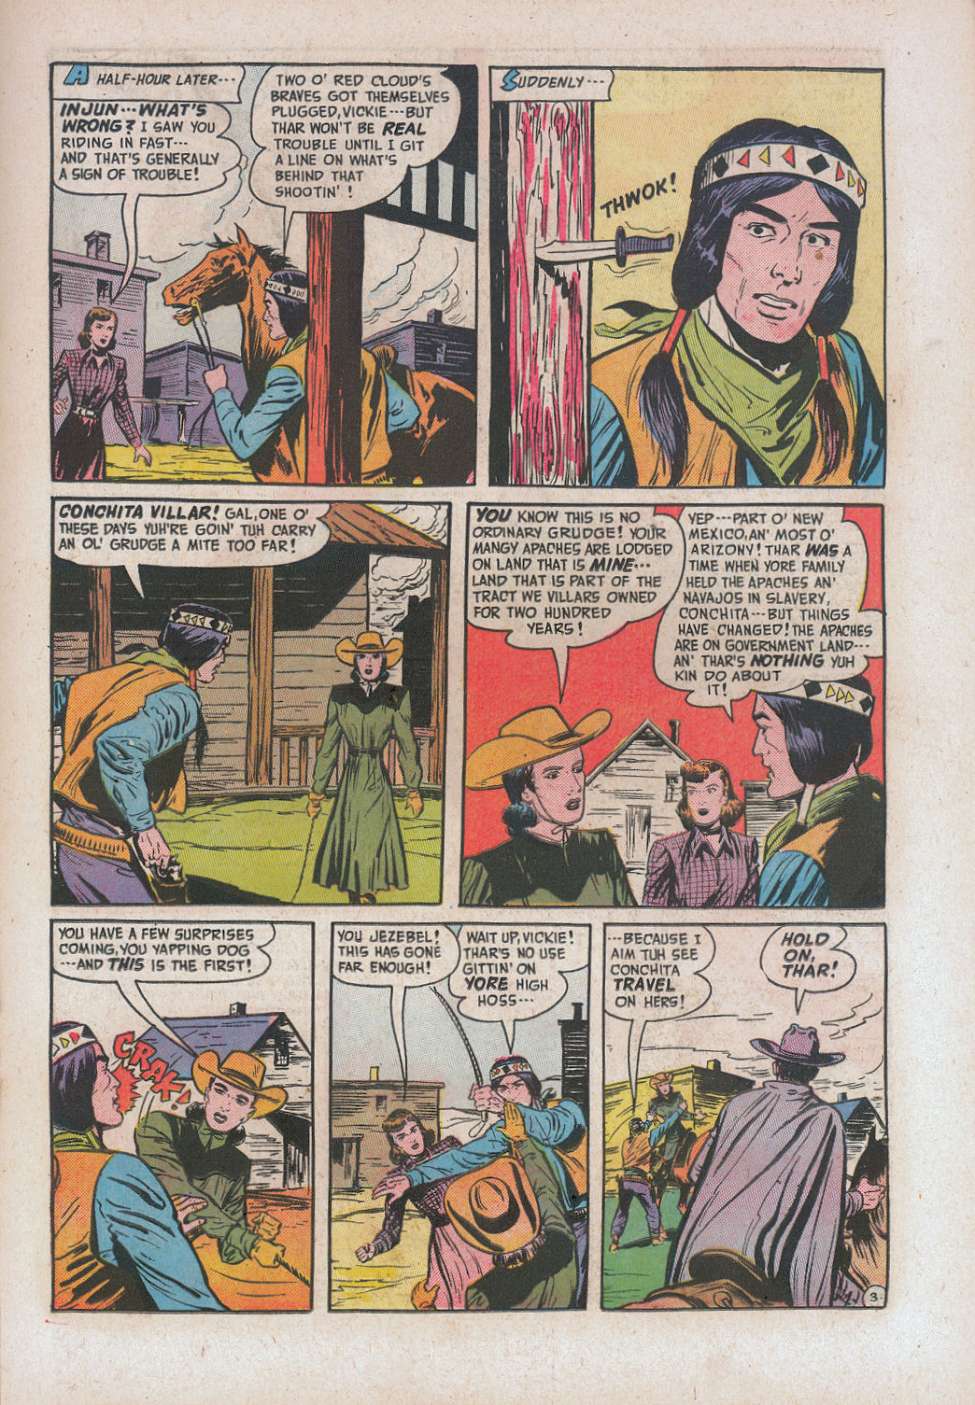 A HALF-HOUR LATER---
INJUN---WHAT'S
WRONG? I SAW YOU
RIDING IN FAST---
AND THAT'S GENERALLY
A SIGN OF TROUBLE!
TWO O' RED CLOUD'S
BRAVES GOT THEMSELVES
PLUGGED, VICKIE---BUT
THAR WON'T BE REAL
TROUBLE UNTIL I GIT
A LINE ON WHAT'S
BEHIND THAT
SHOOTIN'!
SUDDENLY---
THWOK!
CONCHITA VILLAR! GAL, ONE O'
THESE DAYS YUH'RE GOIN' TUH CARRY
AN OL' GRUDGE A MITE TOO FAR!
YOU KNOW THIS IS NO
ORDINARY GRUDGE! YOUR
MANGY APACHES ARE LODGED
ON LAND THAT IS MINE---
LAND THAT IS PART OF THE
TRACT WE VILLARS OWNED
FOR TWO HUNDRED
YEARS!
YEP---PART O' NEW
MEXICO, AN' MOST O'
ARIZONY! THAR WAS A
TIME WHEN YORE FAMILY
HELD THE APACHES AN'
NAVAJOS IN SLAVERY,
CONCHITA---BUT THINGS
HAVE CHANGED! THE APACHES
ARE ON GOVERNMENT LAND---
AN' THAR'S NOTHING YUH
KIN DO ABOUT
IT!
YOU HAVE A FEW SURPRISES
COMING, YOU YAPPING DOG
---AND THIS IS THE FIRST!
CRAK!
YOU JEZEBEL!
THIS HAS GONE
FAR ENOUGH!
WAIT UP, VICKIE!
THAR'S NO USE
GITTIN' ON
YORE HIGH
HOSS---
---BECAUSE I
AIM TUH SEE
CONCHITA
TRAVEL
ON HERS!
HOLD
ON,
THAR!
3